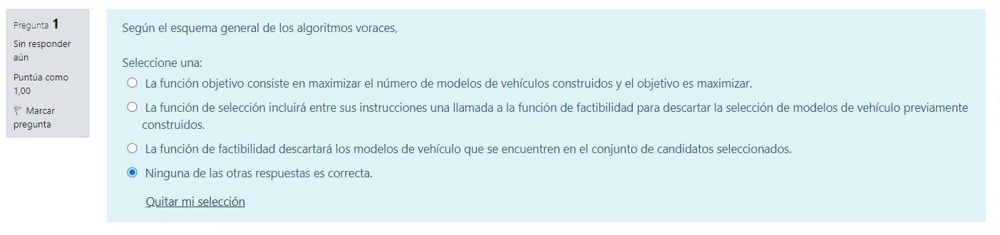 Pregunta 1
Sin responder
aún
Puntúa como
1,00
Marcar
pregunta
Según el esquema general de los algoritmos voraces,
Seleccione una:
La función objetivo consiste en maximizar el número de modelos de vehículos construidos y el objetivo es maximizar.
La función de selección incluirá entre sus instrucciones una llamada a la función de factibilidad para descartar la selección de modelos de vehículo previamente
construidos.
La función de factibilidad descartará los modelos de vehículo que se encuentren en el conjunto de candidatos seleccionados.
Ninguna de las otras respuestas es correcta.
Quitar mi selección